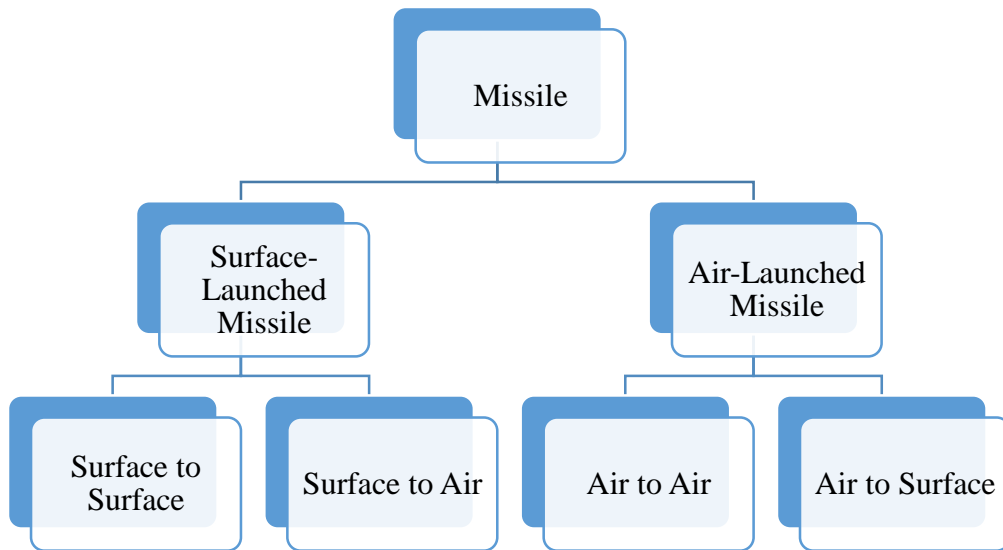 Missile
Surface-
Launched
Missile
Air-Launched
Missile
Surface to
Surface
Surface to Air
Air to Air
Air to Surface